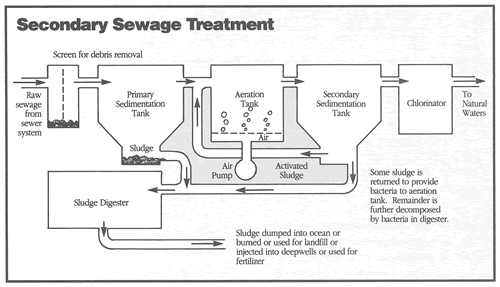 Secondary Sewage Treatment
Screen for debris removal
Raw
sewage
from
sewer
system
Primary
Sedimentation
Tank
Sludge
Aeration
Tank
Air
Air
Pump
Secondary
Sedimentation
Tank
Activated
Sludge
Chlorinator
To
Natural
Waters
Some sludge is
returned to provide
bacteria to aeration
tank. Remainder is
further decomposed
by bacteria in digester.
Sludge Digester
Sludge dumped into ocean or
burned or used for landfill or
injected into deepwells or used for
fertilizer